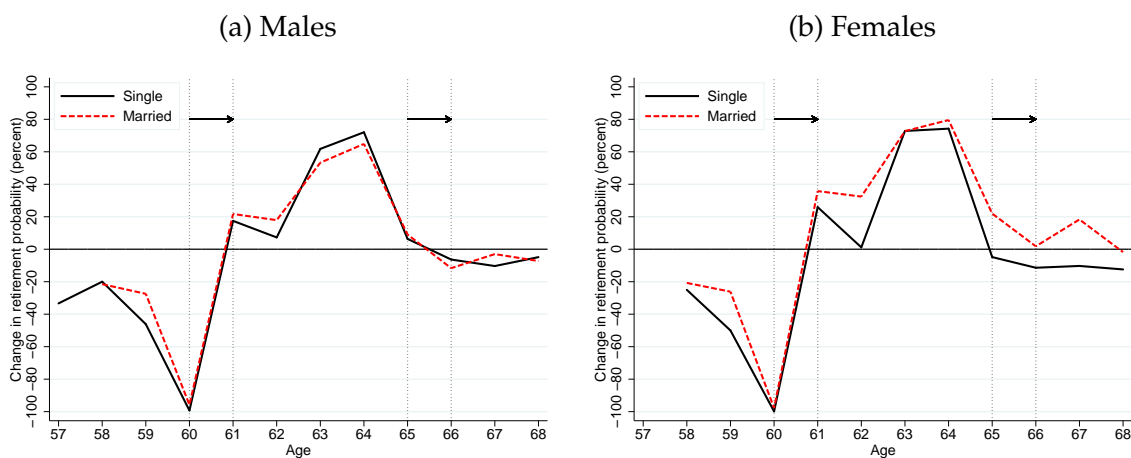 (a) Males
Change in retirement probability (percent)
100
80
60
40
20
0
−20
−40
−60
−80
−100
Single
Married
57 58 59 60 61 62 63 64 65 66 67 68
Age
(b) Females
Change in retirement probability (percent)
100
80
60
40
20
0
−20
−40
−60
−80
−100
Single
Married
57 58 59 60 61 62 63 64 65 66 67 68
Age